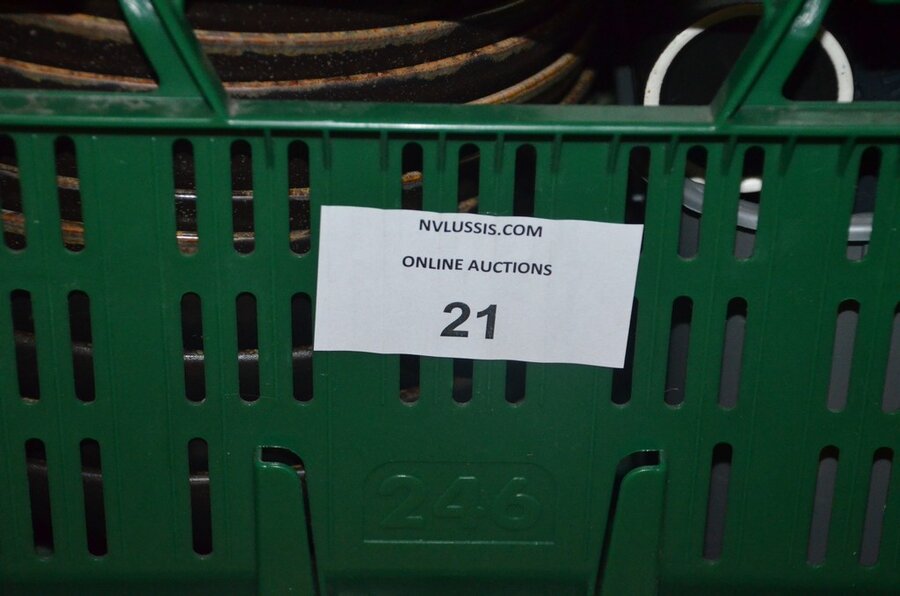 NVLUSSIS.COM
ONLINE AUCTIONS
21
246